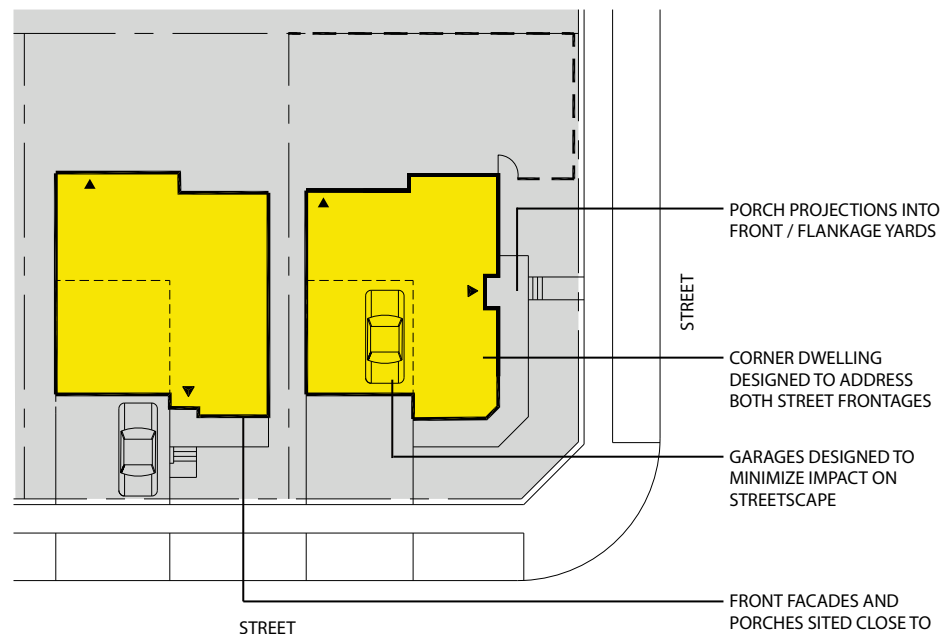 PORCH PROJECTIONS INTO
FRONT / FLANKAGE YARDS
STREET
CORNER DWELLING
DESIGNED TO ADDRESS
BOTH STREET FRONTAGES
GARAGES DESIGNED TO
MINIMIZE IMPACT ON
STREETSCAPE
FRONT FACADES AND
PORCHES SITED CLOSE TO
STREET